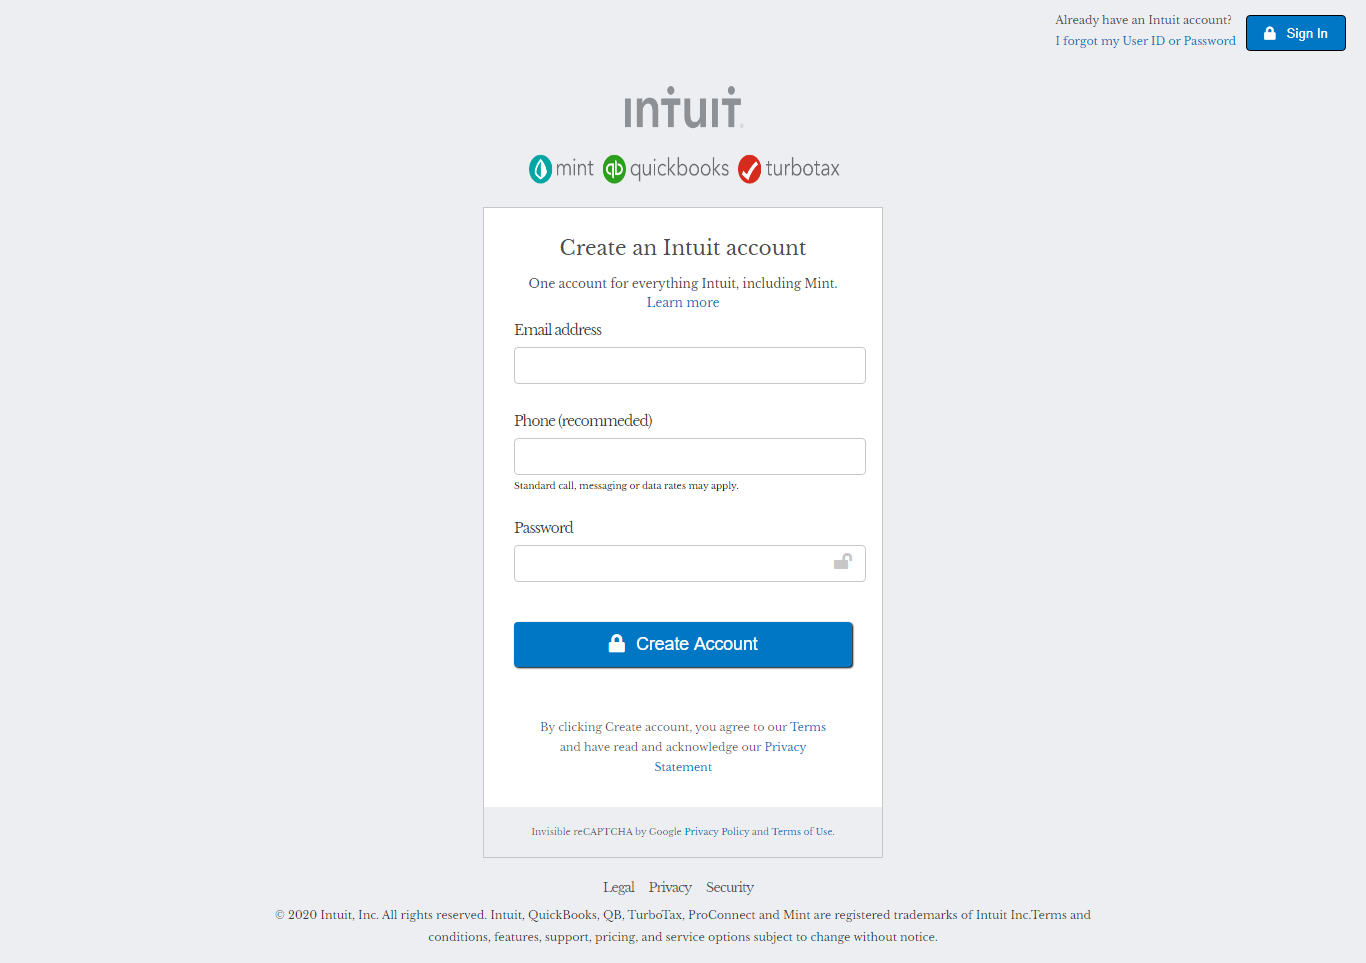 Already have an Intuit account?
I forgot my User ID or Password
Sign In
intuit
mint qb quickbooks turbotax
Create an Intuit account
One account for everything Intuit, including Mint.
Learn more
Email address
Phone (recommeded)
Standard call, messaging or data rates may apply.
Password
Create Account
By clicking Create account, you agree to our Terms
and have read and acknowledge our Privacy
Statement
Invisible reCAPTCHA by Google Privacy Policy and Terms of Use.
Legal Privacy Security
© 2020 Intuit, Inc. All rights reserved. Intuit, QuickBooks, QB, TurboTax, ProConnect and Mint are registered trademarks of Intuit Inc.Terms and
conditions, features, support, pricing, and service options subject to change without notice.